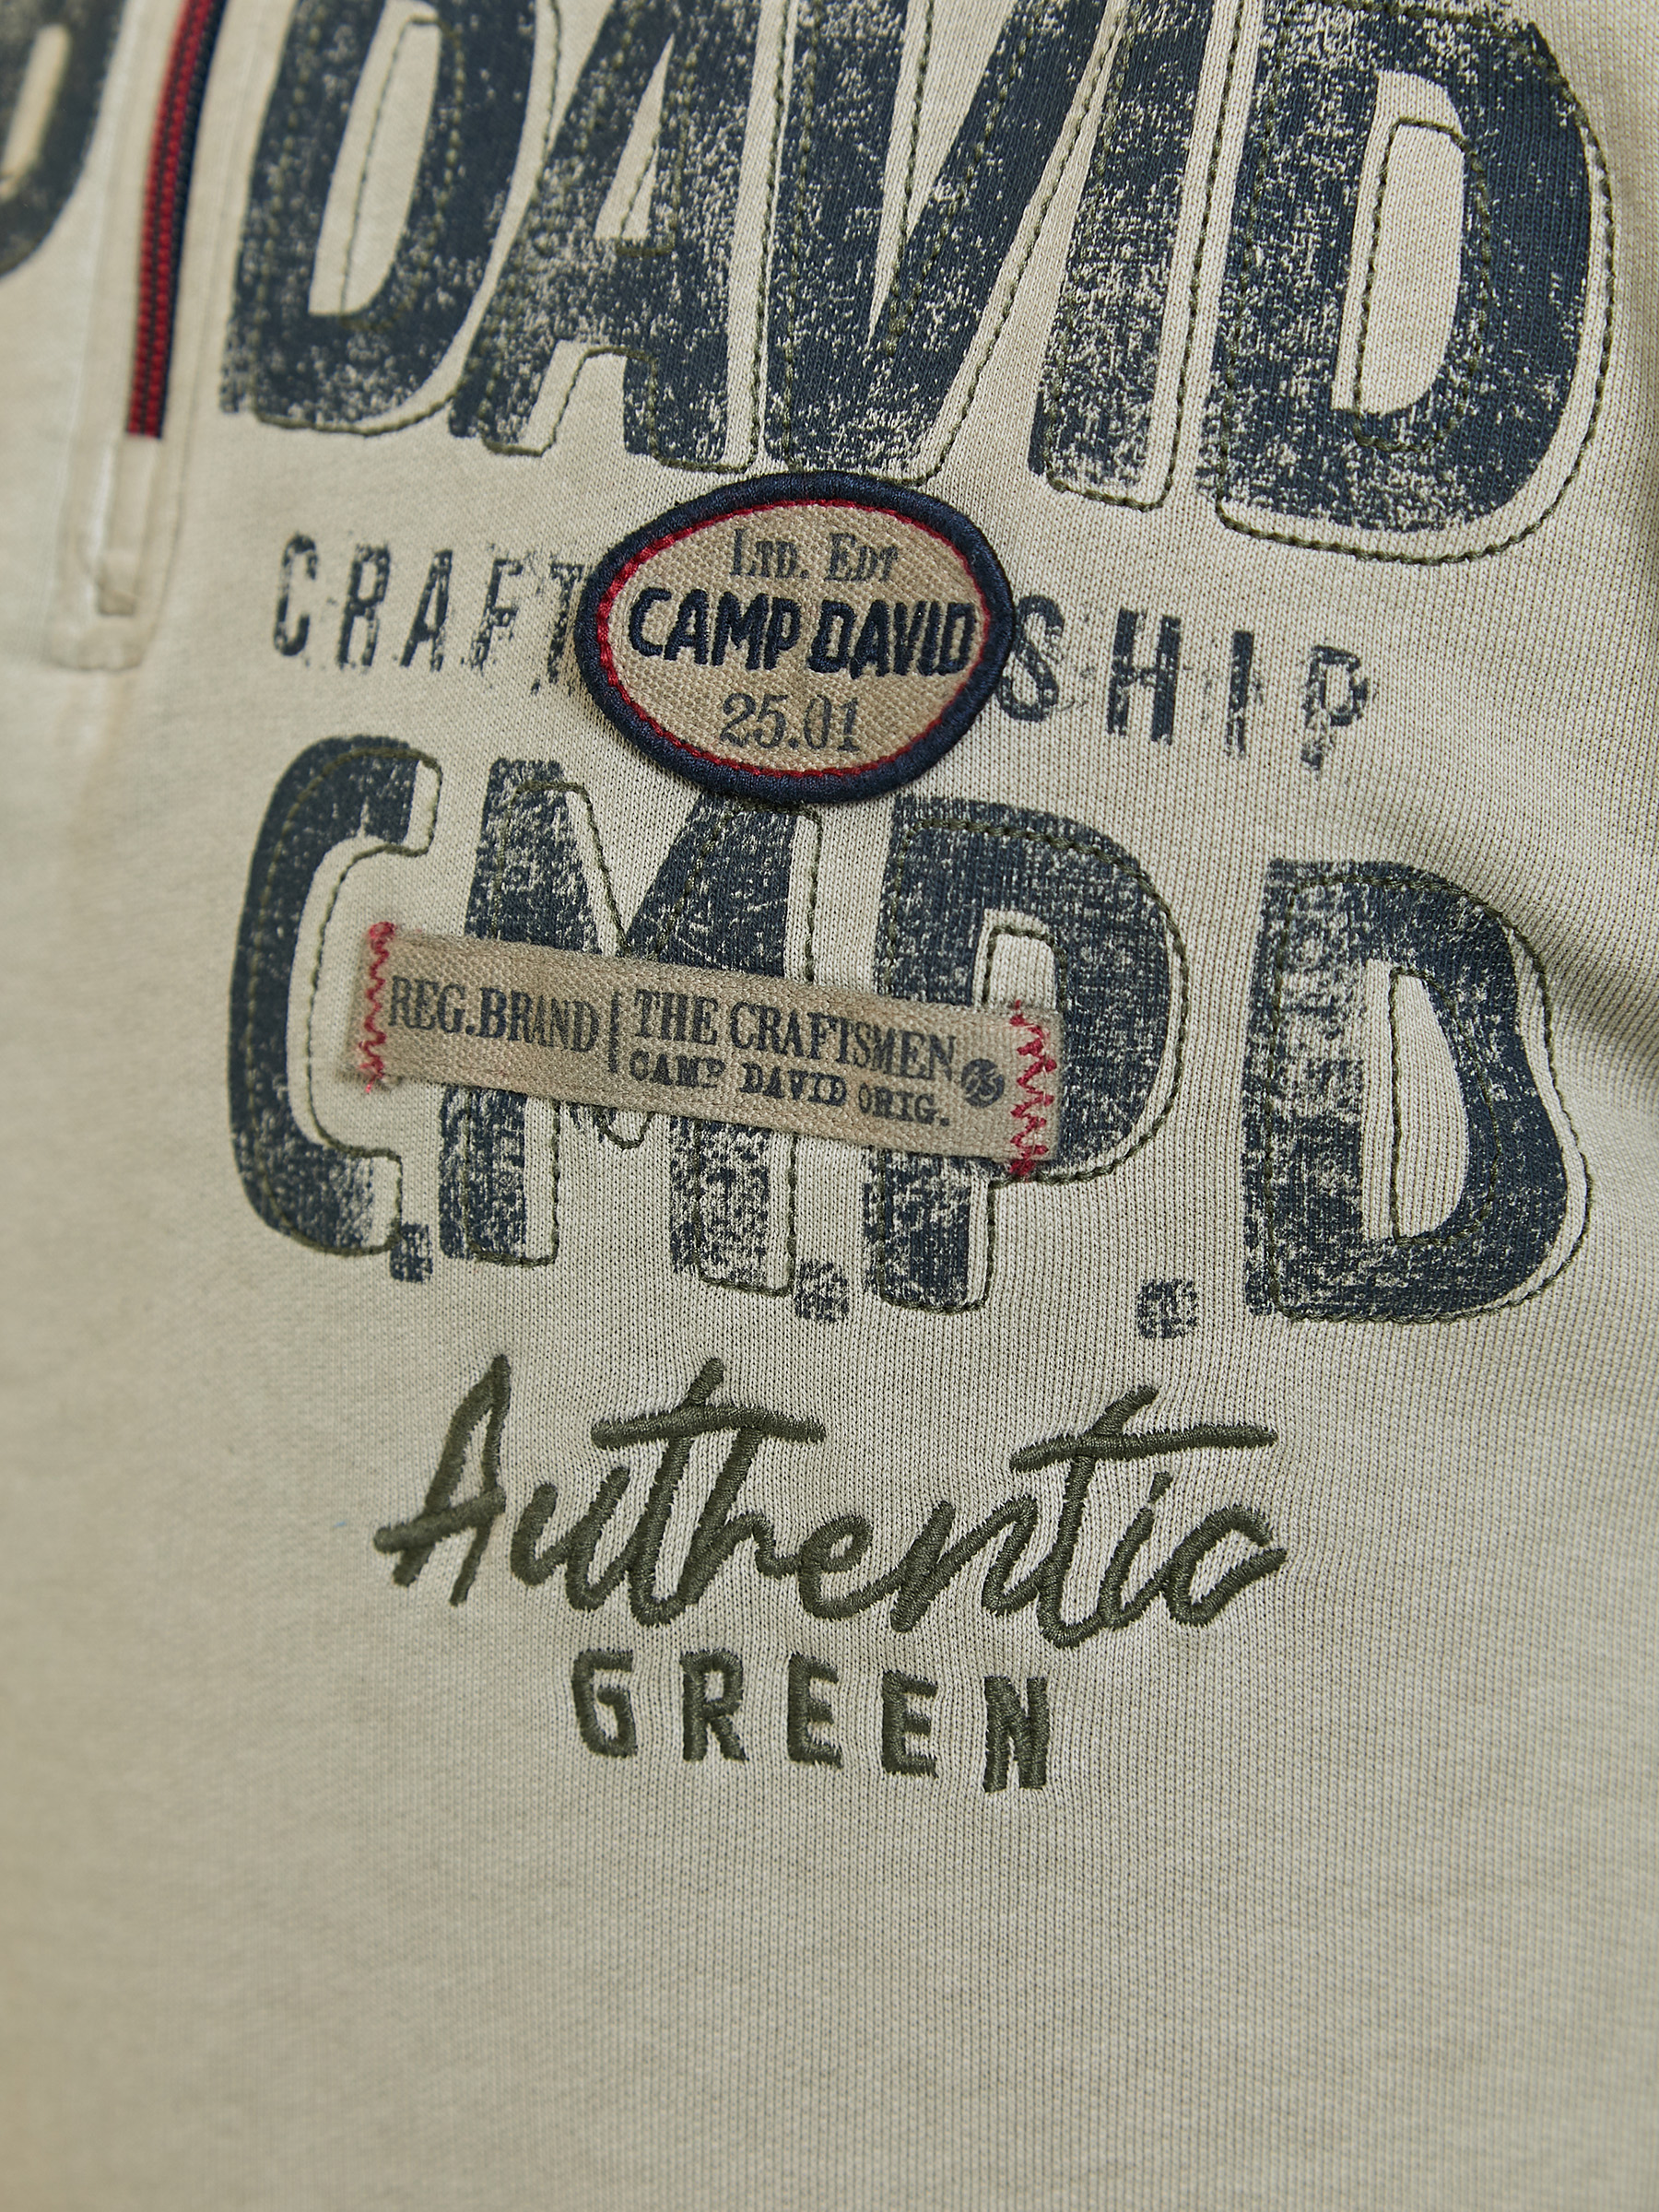 P DAVID
LTD. EDT
CRAFT SHIP
CAMP DAVID
25.01
C.M.P.D
REG.BRAND | THE CRAFTSMEN
CAMP DAVID ORIG.
Authentic
GREEN